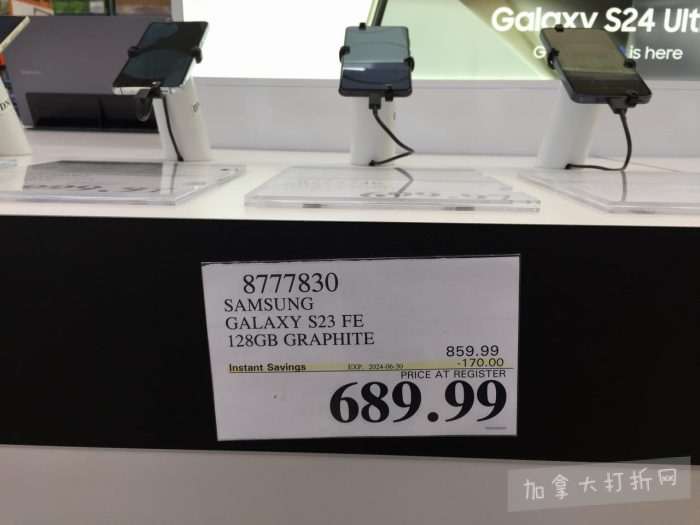 Galaxy S24 Ult
is here
8777830
SAMSUNG
GALAXY S23 FE
128GB GRAPHITE
859.99
Instant Savings EXP. 2024-06-30 -170.00
PRICE AT REGISTER
689.99
加拿大打折网